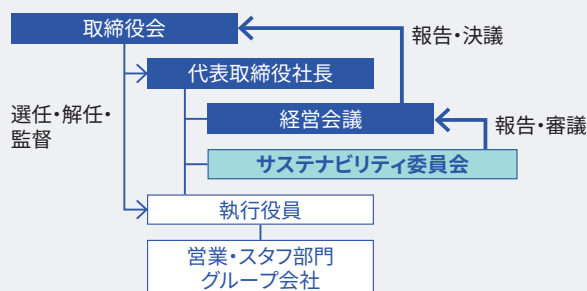 取締役会
報告・決議
代表取締役社長
選任・解任・
監督
経営会議
報告・審議
サステナビリティ委員会
執行役員
営業・スタッフ部門
グループ会社